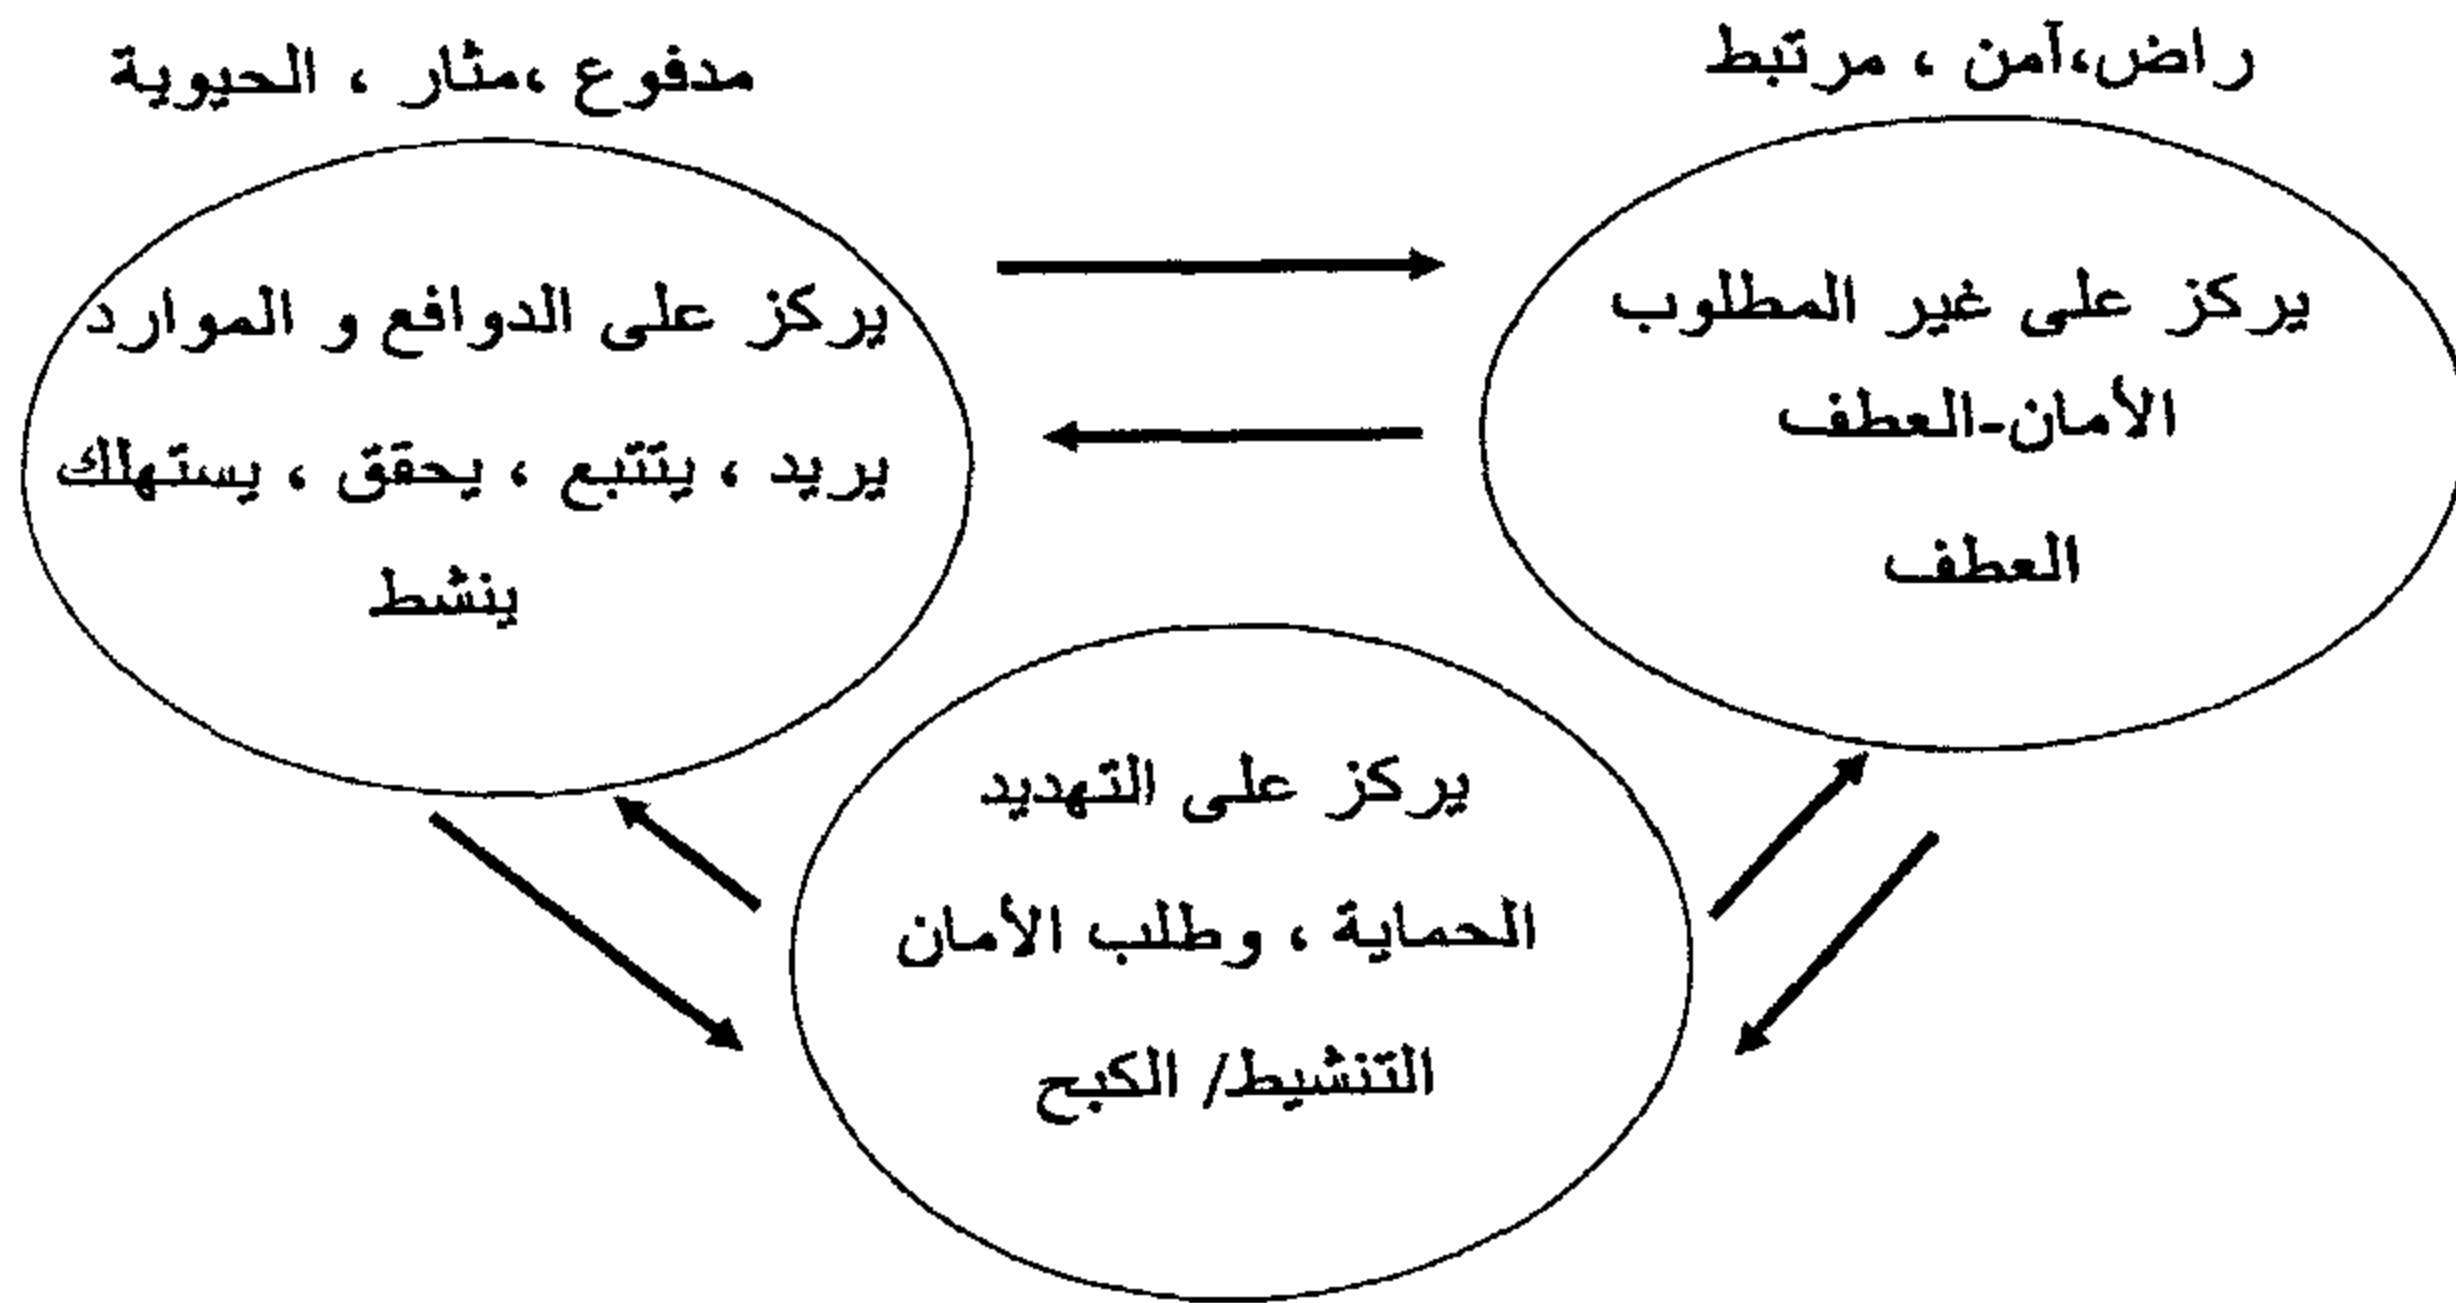 راض،آمن ، مرتبط
مدفوع ،مثار ، الحيوية
يركز على غير المطلوب
الأمان-العطف
العطف
يركز على الدوافع و الموارد
يريد ، يتتبع ، يحقق ، يستهلك
ينشط
يركز على التهديد
الحماية ، وطلب الأمان
التنشيط/ الكبح